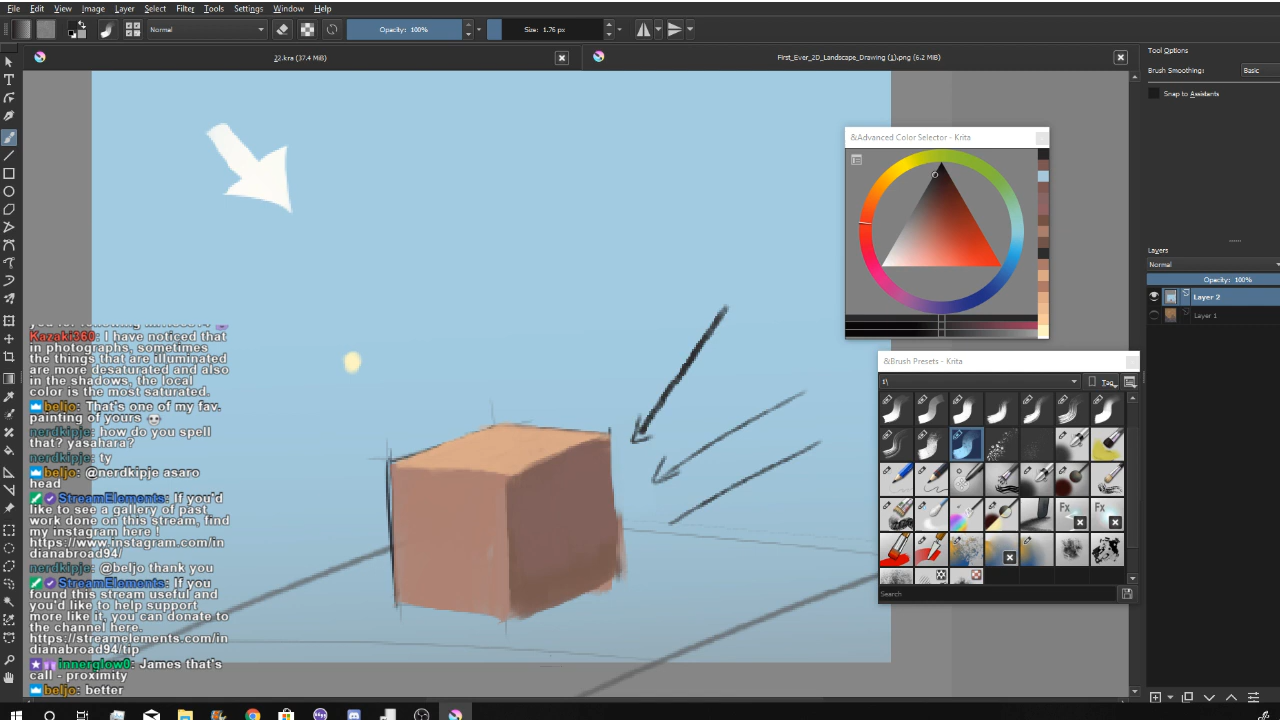 File Edit View Image Layer Select Filter Tools Settings Window Help
Normal Opacity: 100% Size: 1.76 px
22.kra (37.4 MiB)
First_Ever_2D_Landscape_Drawing (1).png (6.2 MiB)
Tool Options
Brush Smoothing: Basic
Snap to Assistants
&Advanced Color Selector - Krita
Layers
Normal
Opacity: 100%
Layer 2
Layer 1
&Brush Presets - Krita
Tag
Fx Fx
Search
Kazaki360: I have noticed that
in photographs, sometimes
the things that are illuminated
are more desaturated and also
in the shadows, the local
color is the most saturated.
beljo: That's one of my fav.
painting of yours
nerdkipje: how do you spell
that? yasahara?
nerdkipje: ty
beljo: @nerdkipje asaro
head
StreamElements: If you'd
like to see a gallery of past
work done on this stream, find
my instagram here !
https://www.instagram.com/in
dianabroad94/
nerdkipje: @beljo thank you
StreamElements: If you
found this stream useful and
you'd like to help support
more like it, you can donate to
the channel here.
https://streamelements.com/in
dianabroad94/tip
innerglow0: James that's
call - proximity
beljo: better